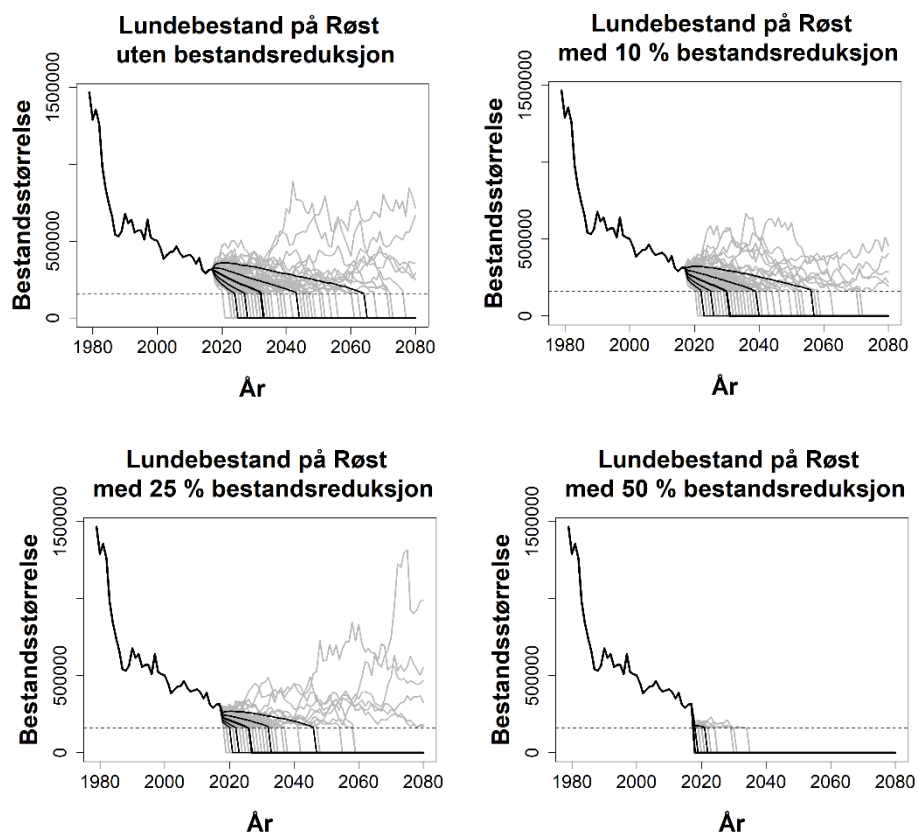 Lundebestand på Røst
uten bestandsreduksjon
Bestandsstørrelse
1500000
500000
0
1980 2000 2020 2040 2060 2080
År
Lundebestand på Røst
med 10 % bestandsreduksjon
Bestandsstørrelse
1500000
500000
0
1980 2000 2020 2040 2060 2080
År
Lundebestand på Røst
med 25 % bestandsreduksjon
Bestandsstørrelse
1500000
500000
0
1980 2000 2020 2040 2060 2080
År
Lundebestand på Røst
med 50 % bestandsreduksjon
Bestandsstørrelse
1500000
500000
0
1980 2000 2020 2040 2060 2080
År